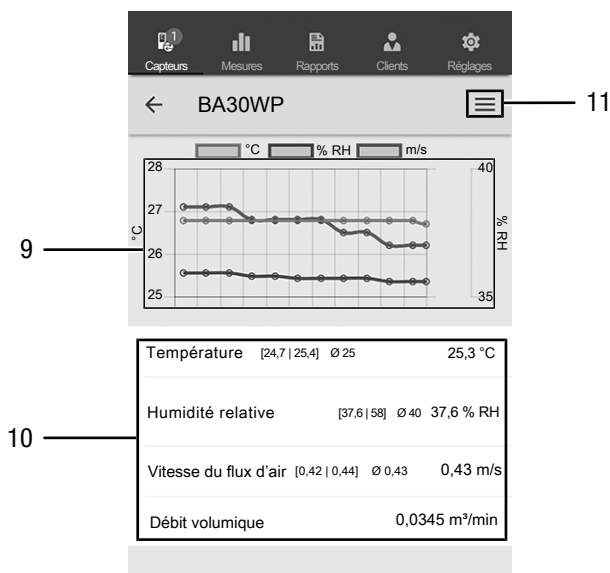 1
Capteurs Mesures Rapports Clients Réglages
BA30WP
11
°C % RH m/s
28 40
27
°C % RH
9
26
25 35
Température [24,7 | 25,4] Ø 25 25,3 °C
Humidité relative [37,6 | 58] Ø 40 37,6 % RH
10
Vitesse du flux d'air [0,42 | 0,44] Ø 0,43 0,43 m/s
Débit volumique 0,0345 m³/min